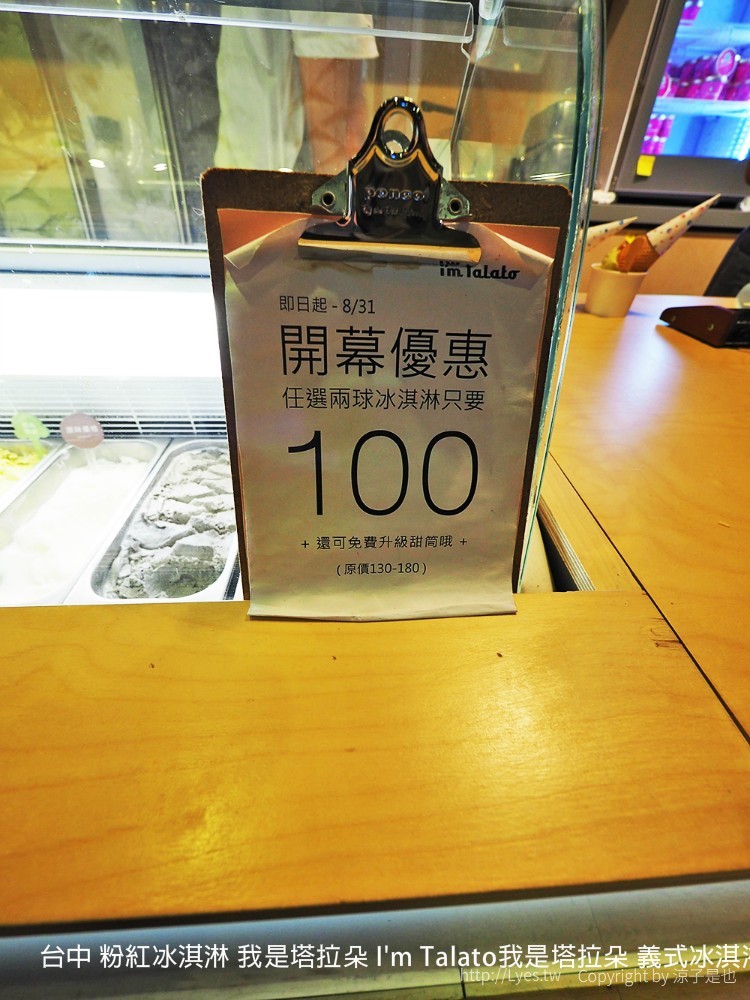 I'm Talato
即日起 - 8/31
開幕優惠
任選兩球冰淇淋只要
100
+ 還可免費升級甜筒哦 +
(原價130-180)
台中 粉紅冰淇淋 我是塔拉朵 I'm Talato我是塔拉朵 義式冰淇
http://Lyes.tw Copyright by 涼子是也